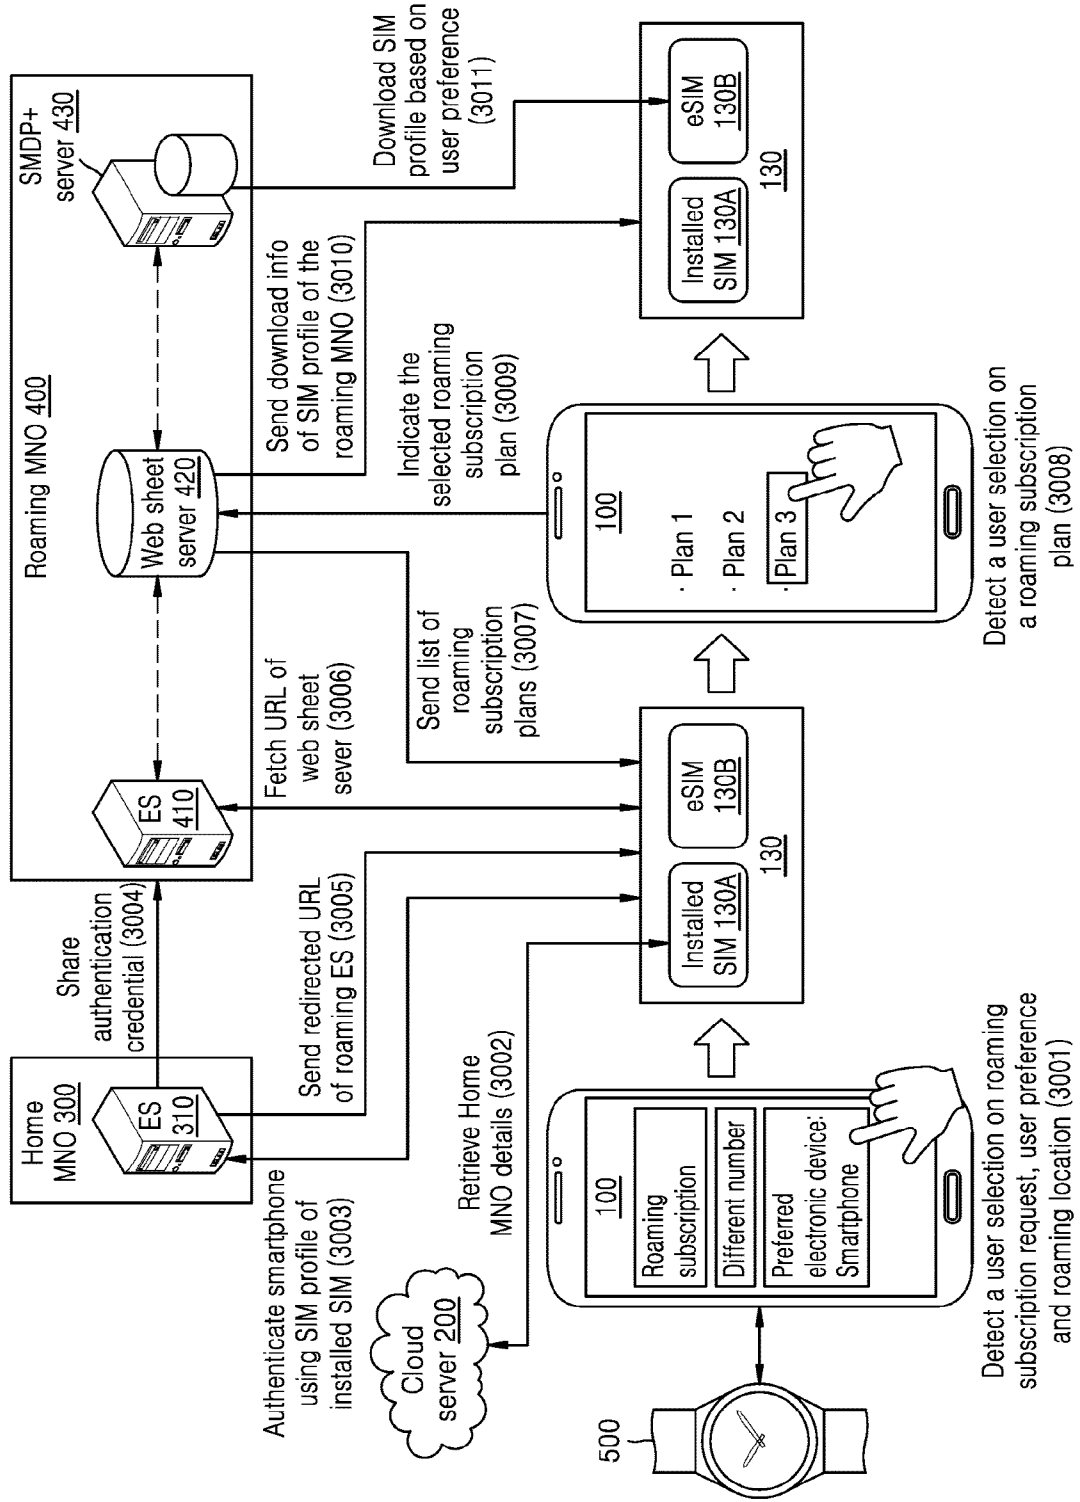 Home
MNO 300
ES
310
Share
authentication
credential (3004)
Roaming MNO 400
ES
410
Web sheet
server 420
SMDP+
server 430
Authenticate smartphone
using SIM profile of
installed SIM (3003)
Send redirected URL
of roaming ES (3005)
Fetch URL of
web sheet
sever (3006)
Send download info
of SIM profile of the
roaming MNO (3010)
Download SIM
profile based on
user preference
(3011)
Cloud
server 200
Retrieve Home
MNO details (3002)
Send list of
roaming
subscription
plans (3007)
Indicate the
selected roaming
subscription
plan (3009)
500
100
Roaming
subscription
Different number
Preferred
electronic device:
Smartphone
Installed
SIM 130A
eSIM
130B
130
100
· Plan 1
· Plan 2
· Plan 3
Installed
SIM 130A
eSIM
130B
130
Detect a user selection on roaming
subscription request, user preference
and roaming location (3001)
Detect a user selection on
a roaming subscription
plan (3008)